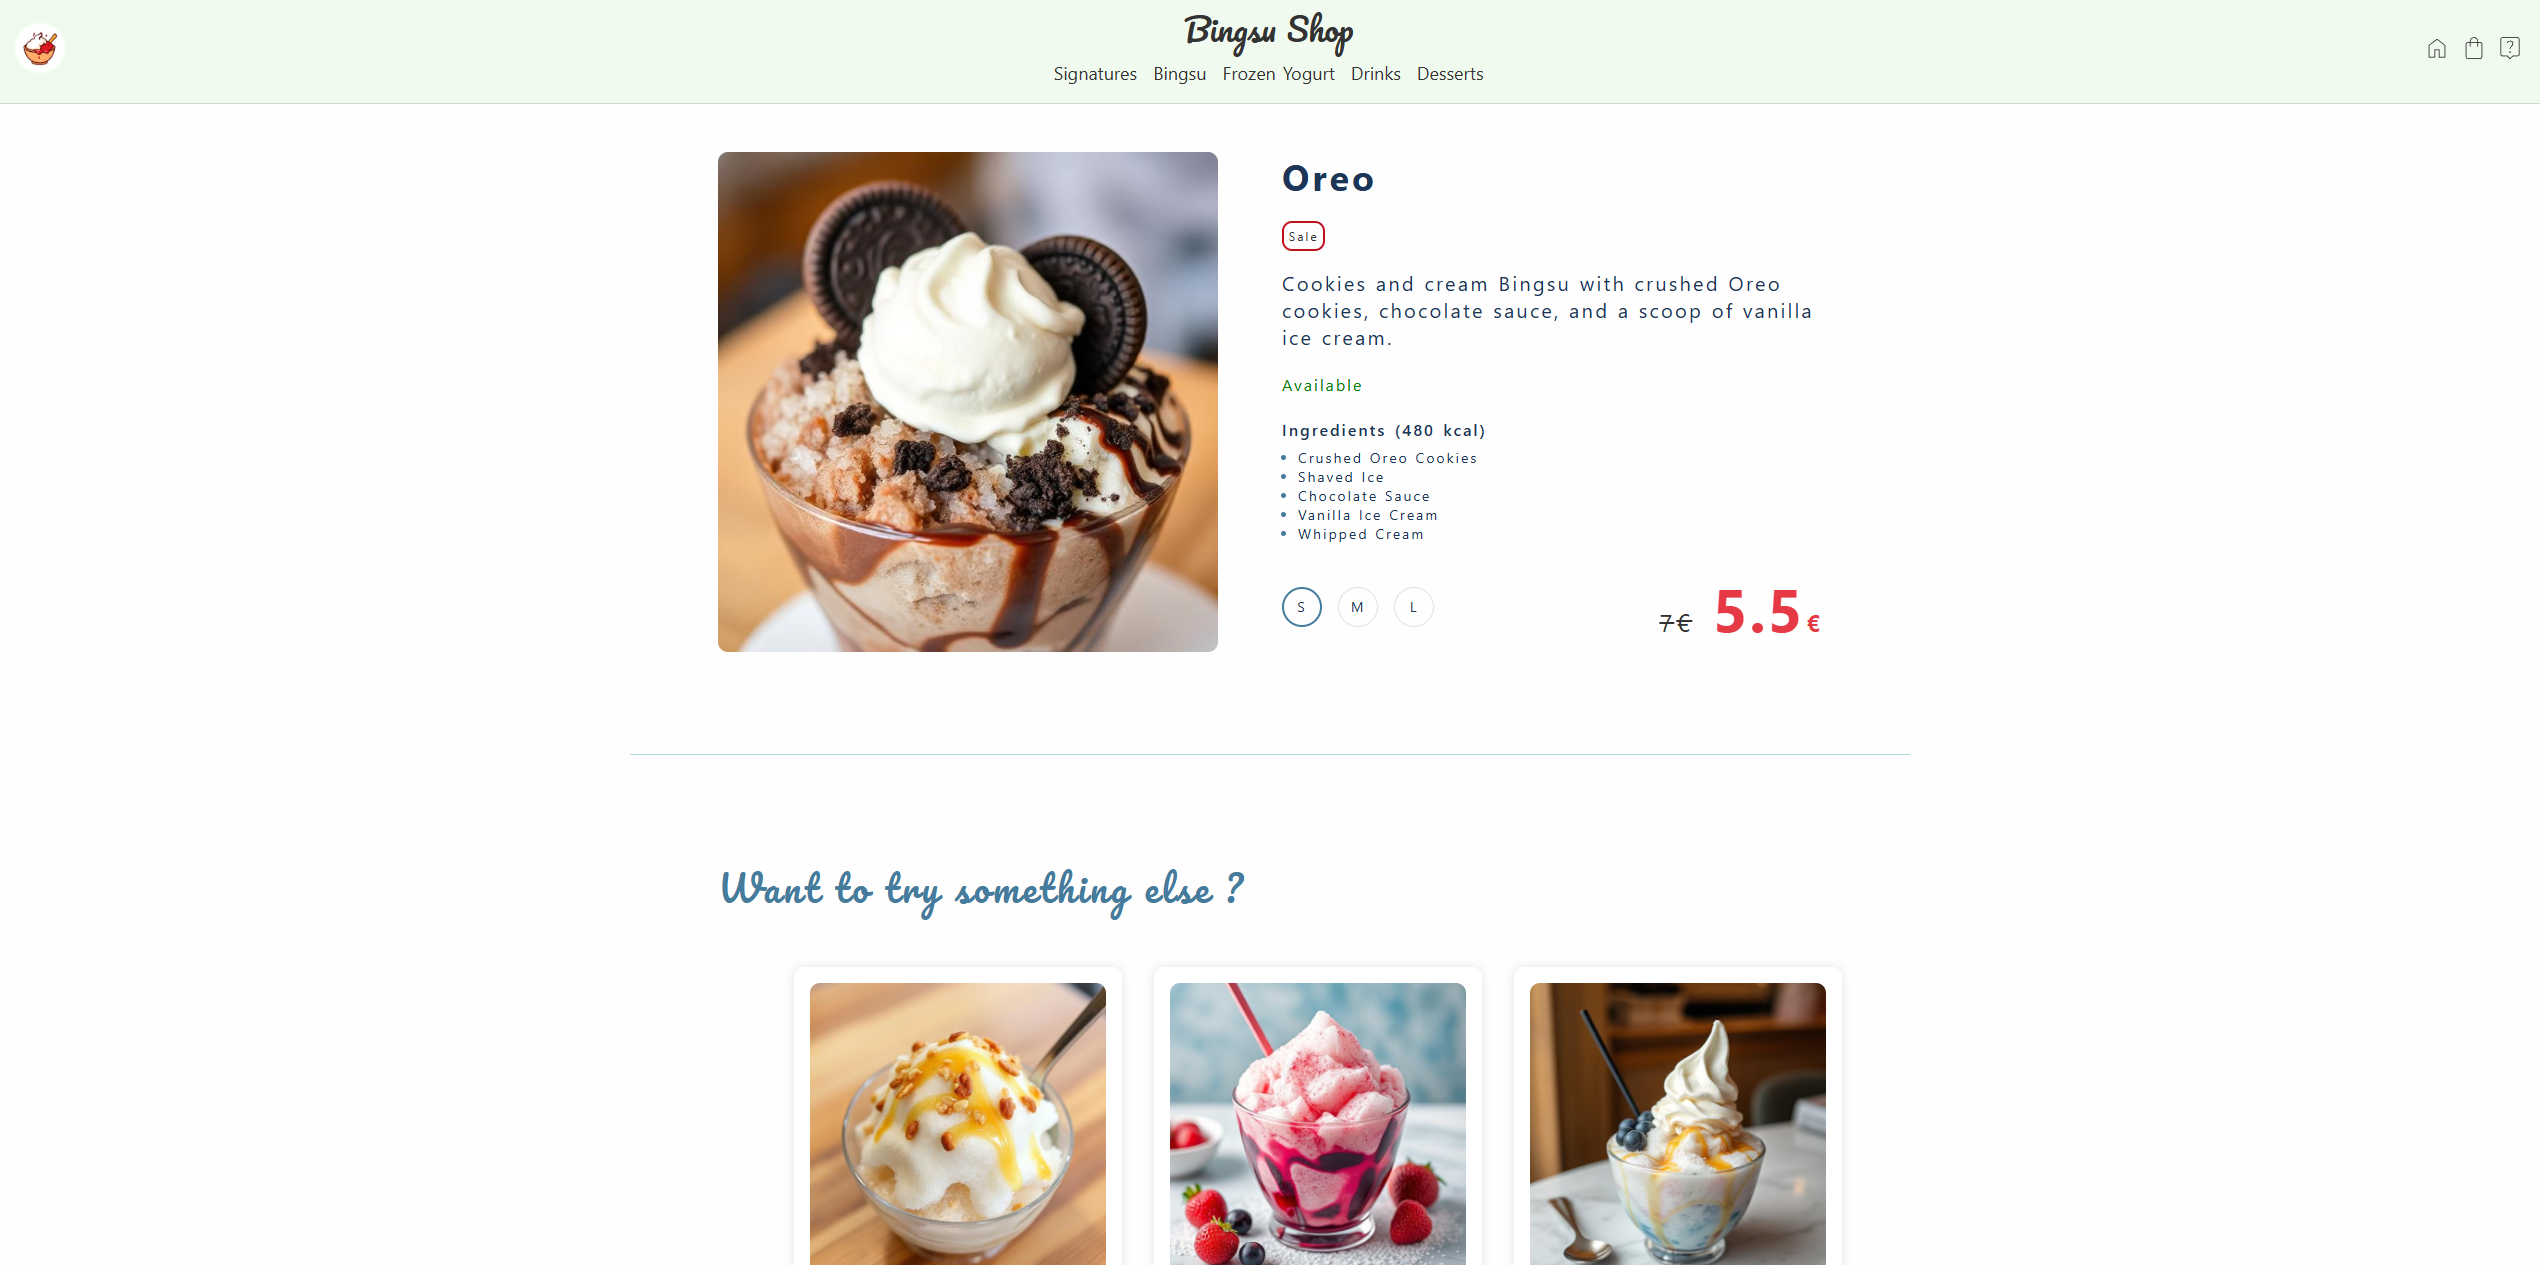 Bingsu Shop
Signatures Bingsu Frozen Yogurt Drinks Desserts
Oreo
Sale
Cookies and cream Bingsu with crushed Oreo
cookies, chocolate sauce, and a scoop of vanilla
ice cream.
Available
Ingredients (480 kcal)
Crushed Oreo Cookies
Shaved Ice
Chocolate Sauce
Vanilla Ice Cream
Whipped Cream
S M L
7€ 5.5€
Want to try something else ?